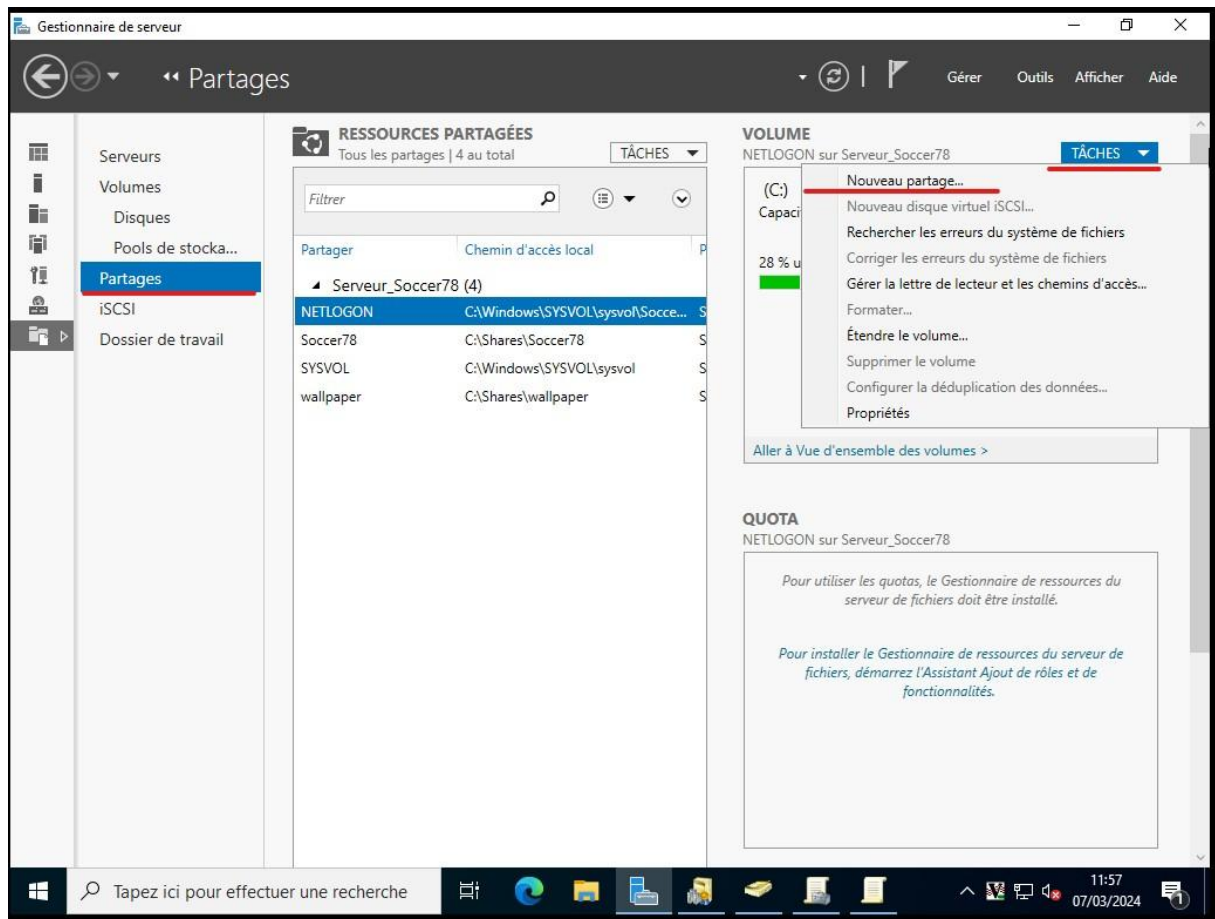 Gestionnaire de serveur
Partages
Gérer Outils Afficher Aide
Serveurs
Volumes
Disques
Pools de stocka...
Partages
iSCSI
Dossier de travail
RESSOURCES PARTAGÉES
Tous les partages | 4 au total
TÂCHES
Filtrer
Partager Chemin d'accès local P
Serveur_Soccer78 (4)
NETLOGON C:\Windows\SYSVOL\sysvol\Socce... S
Soccer78 C:\Shares\Soccer78 S
SYSVOL C:\Windows\SYSVOL\sysvol S
wallpaper C:\Shares\wallpaper S
VOLUME
NETLOGON sur Serveur_Soccer78
TÂCHES
(C:)
Capaci
28 % u
Nouveau partage...
Nouveau disque virtuel iSCSI...
Rechercher les erreurs du système de fichiers
Corriger les erreurs du système de fichiers
Gérer la lettre de lecteur et les chemins d'accès...
Formater...
Étendre le volume...
Supprimer le volume
Configurer la déduplication des données...
Propriétés
Aller à Vue d'ensemble des volumes >
QUOTA
NETLOGON sur Serveur_Soccer78
Pour utiliser les quotas, le Gestionnaire de ressources du
serveur de fichiers doit être installé.
Pour installer le Gestionnaire de ressources du serveur de
fichiers, démarrez l'Assistant Ajout de rôles et de
fonctionnalités.
Tapez ici pour effectuer une recherche
11:57
07/03/2024
1